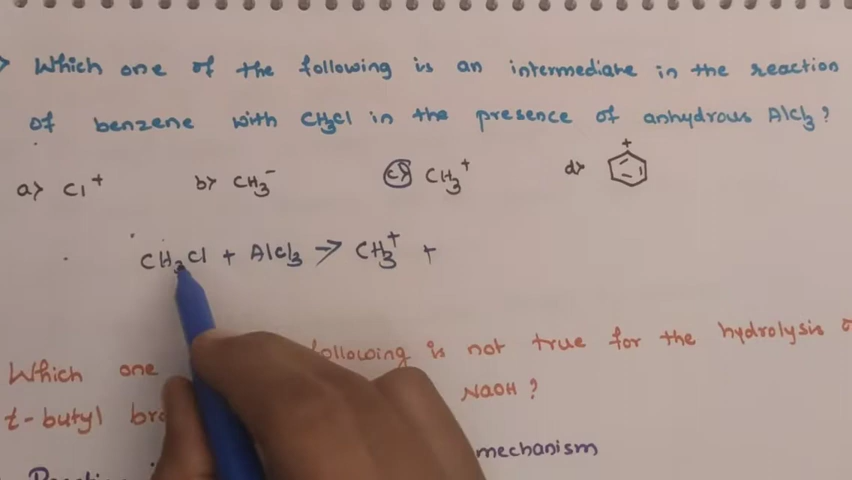 Which one of the following is an intermediate in the reaction
of benzene with CH3Cl in the presence of anhydrous AlCl3?
a> Cl+ b> CH3- c> CH3+ d> +
CH3Cl + AlCl3 → CH3+ +
Which one following is not true for the hydrolysis
t-butyl NaOH?
mechanism